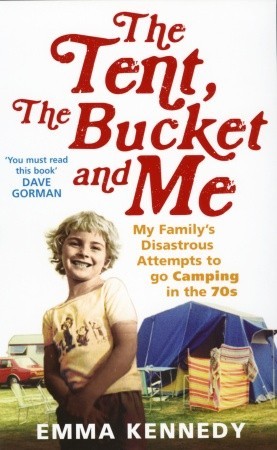 The
Tent,
The Bucket
and Me
'You must read
this book'
DAVE
GORMAN
My Family's
Disastrous
Attempts to
go Camping
in the 70s
EMMA KENNEDY